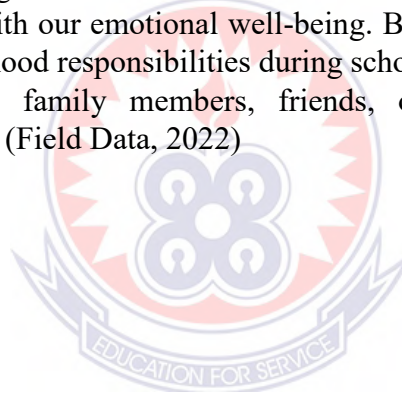 ith our emotional well-being. B
ood responsibilities during scho
family members, friends,
(Field Data, 2022)
EDUCATION FOR SERVICE